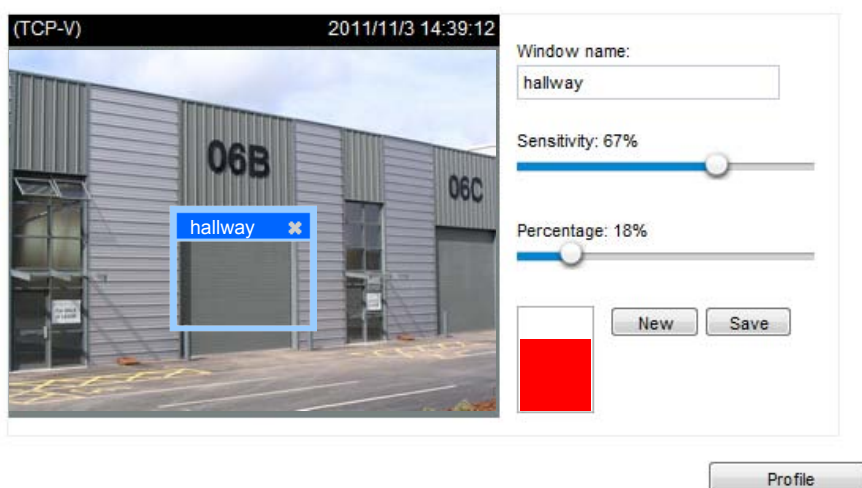 (TCP-V) 2011/11/3 14:39:12
06B
06C
hallway
Window name:
hallway
Sensitivity: 67%
Percentage: 18%
New Save
Profile